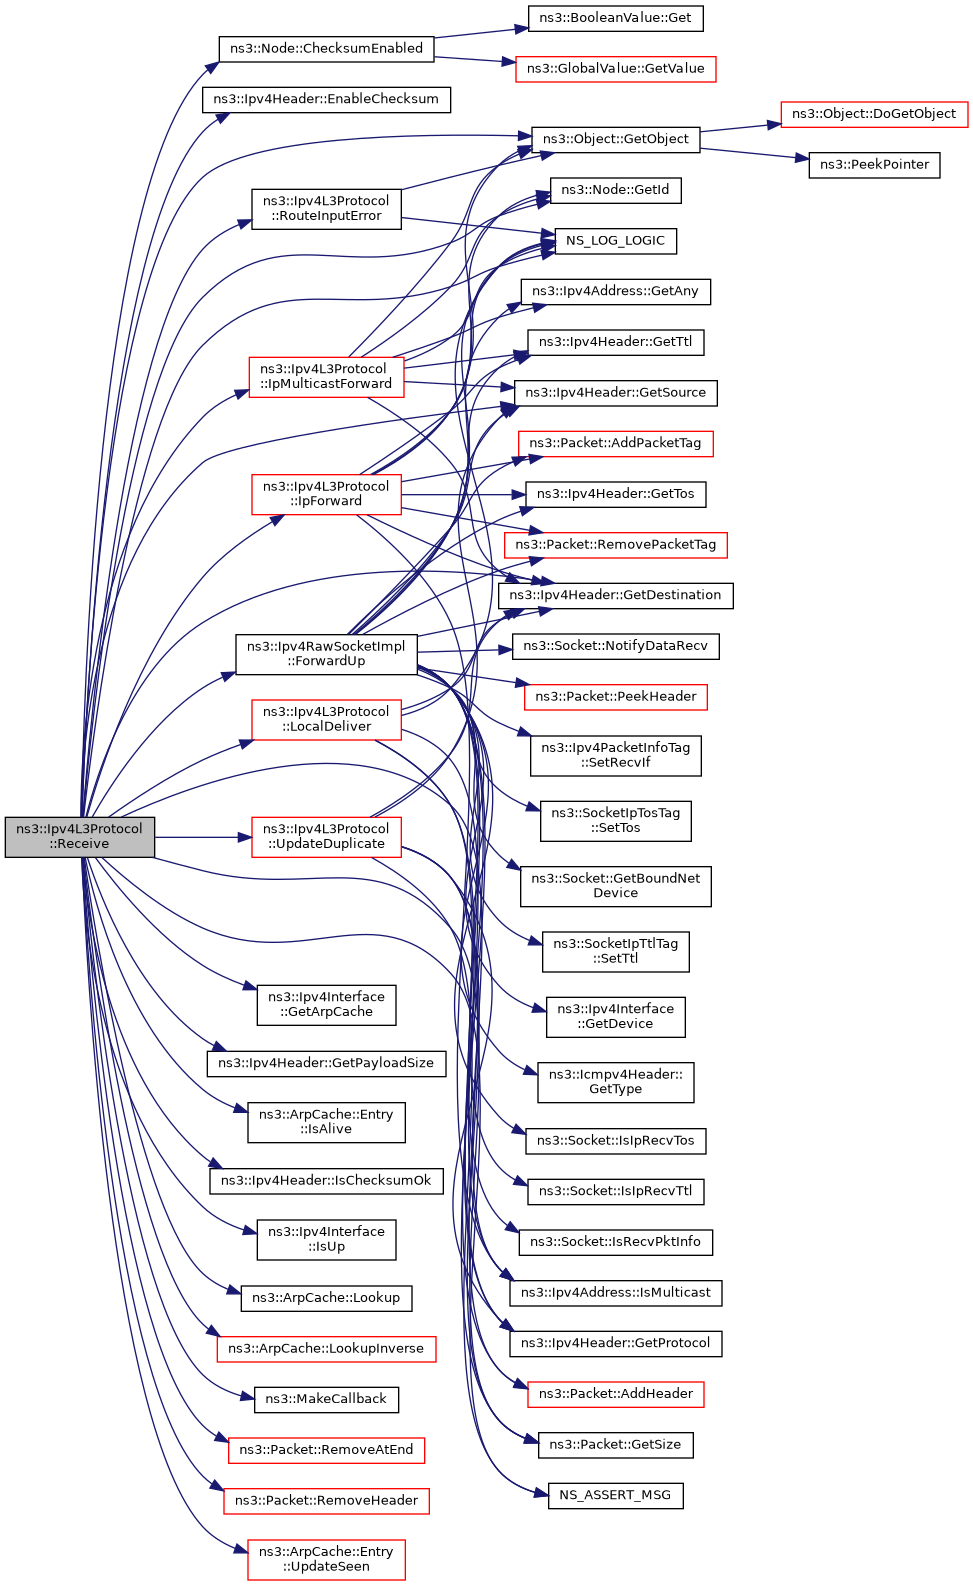 ns3::Ipv4L3Protocol
::Receive
ns3::Node::ChecksumEnabled
ns3::Ipv4Header::EnableChecksum
ns3::Ipv4L3Protocol
::RouteInputError
ns3::Ipv4L3Protocol
::IpMulticastForward
ns3::Ipv4L3Protocol
::IpForward
ns3::Ipv4RawSocketImpl
::ForwardUp
ns3::Ipv4L3Protocol
::LocalDeliver
ns3::Ipv4L3Protocol
::UpdateDuplicate
ns3::Ipv4Interface
::GetArpCache
ns3::Ipv4Header::GetPayloadSize
ns3::ArpCache::Entry
::IsAlive
ns3::Ipv4Header::IsChecksumOk
ns3::Ipv4Interface
::IsUp
ns3::ArpCache::Lookup
ns3::ArpCache::LookupInverse
ns3::MakeCallback
ns3::Packet::RemoveAtEnd
ns3::Packet::RemoveHeader
ns3::ArpCache::Entry
::UpdateSeen
ns3::BooleanValue::Get
ns3::GlobalValue::GetValue
ns3::Object::GetObject
ns3::Node::GetId
NS_LOG_LOGIC
ns3::Ipv4Address::GetAny
ns3::Ipv4Header::GetTtl
ns3::Ipv4Header::GetSource
ns3::Packet::AddPacketTag
ns3::Ipv4Header::GetTos
ns3::Packet::RemovePacketTag
ns3::Ipv4Header::GetDestination
ns3::Socket::NotifyDataRecv
ns3::Packet::PeekHeader
ns3::Ipv4PacketInfoTag
::SetRecvIf
ns3::SocketIpTosTag
::SetTos
ns3::Socket::GetBoundNet
Device
ns3::SocketIpTtlTag
::SetTtl
ns3::Ipv4Interface
::GetDevice
ns3::Icmpv4Header::
GetType
ns3::Socket::IsIpRecvTos
ns3::Socket::IsIpRecvTtl
ns3::Socket::IsRecvPktInfo
ns3::Ipv4Address::IsMulticast
ns3::Ipv4Header::GetProtocol
ns3::Packet::AddHeader
ns3::Packet::GetSize
NS_ASSERT_MSG
ns3::Object::DoGetObject
ns3::PeekPointer